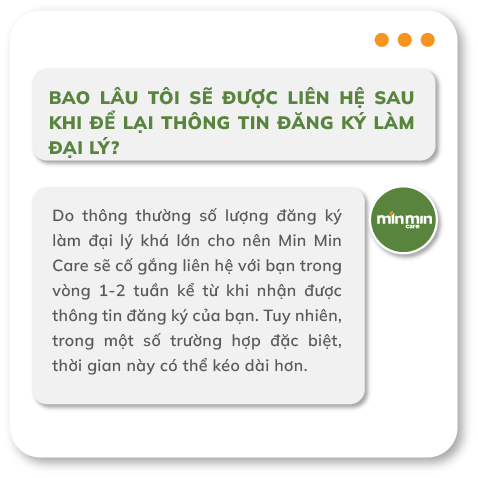 BAO LÂU TÔI SẼ ĐƯỢC LIÊN HỆ SAU
KHI ĐỂ LẠI THÔNG TIN ĐĂNG KÝ LÀM
ĐẠI LÝ?
Do thông thường số lượng đăng ký
làm đại lý khá lớn cho nên Min Min
Care sẽ cố gắng liên hệ với bạn trong
vòng 1-2 tuần kể từ khi nhận được
thông tin đăng ký của bạn. Tuy nhiên,
trong một số trường hợp đặc biệt,
thời gian này có thể kéo dài hơn.
minmin
care